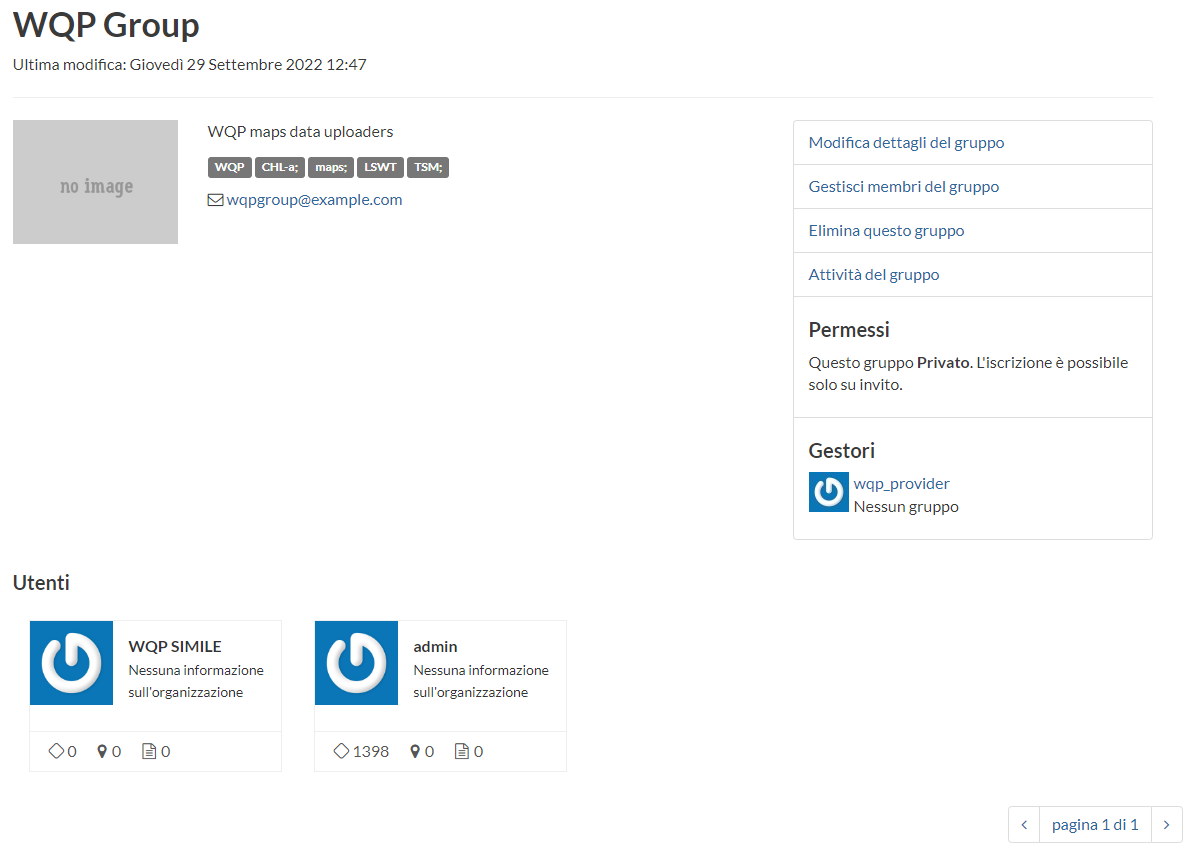 WQP Group
Ultima modifica: Giovedì 29 Settembre 2022 12:47
no image
WQP maps data uploaders
WQP CHL-a; maps; LSWT TSM;
wqpgroup@example.com
Modifica dettagli del gruppo
Gestisci membri del gruppo
Elimina questo gruppo
Attività del gruppo
Permessi
Questo gruppo Privato. L'iscrizione è possibile
solo su invito.
Gestori
wqp_provider
Nessun gruppo
Utenti
WQP SIMILE
Nessuna informazione
sull'organizzazione
0 0 0
admin
Nessuna informazione
sull'organizzazione
1398 0 0
pagina 1 di 1